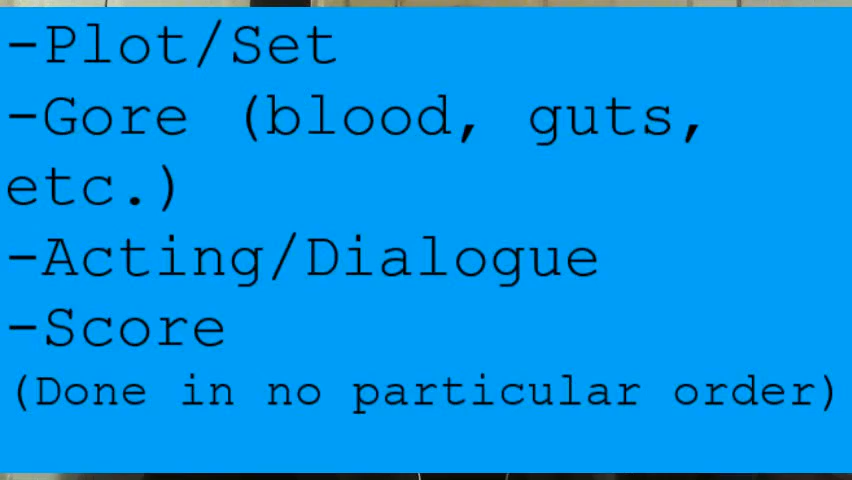 -Plot/Set
-Gore (blood, guts,
etc.)
-Acting/Dialogue
-Score
(Done in no particular order)